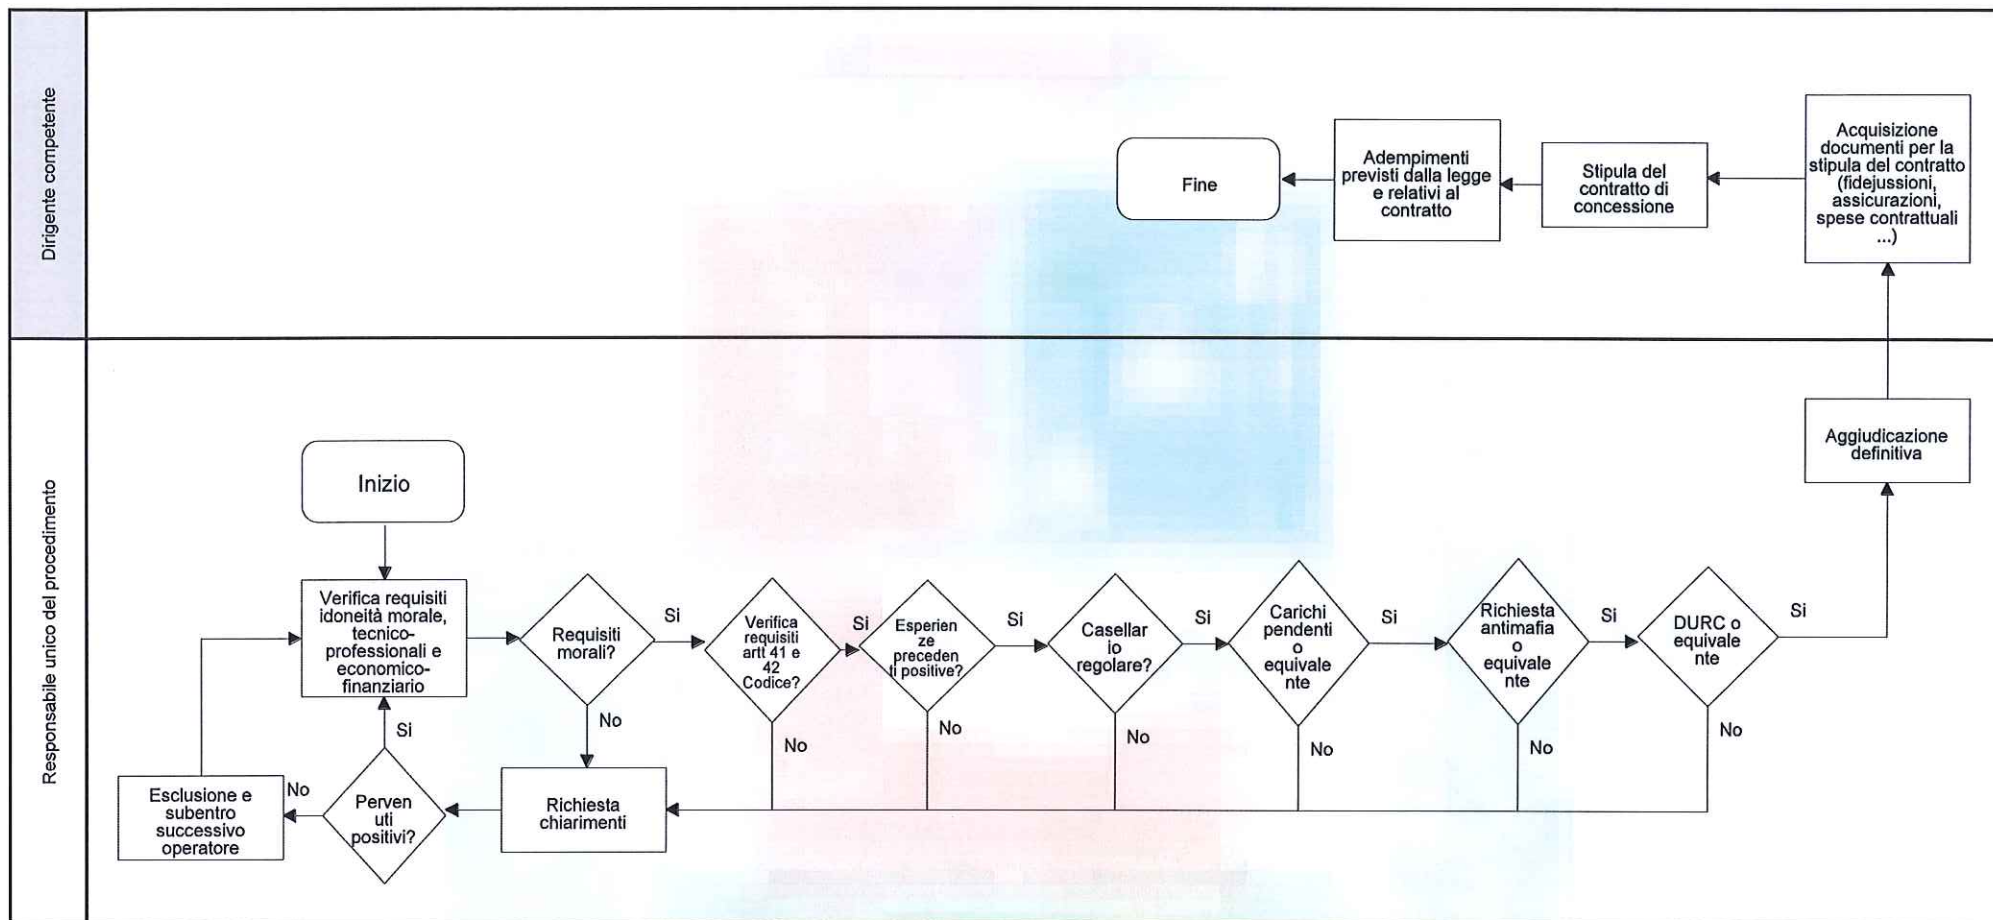 Dirigente competente
Fine
Adempimenti
previsti dalla legge
e relativi al
contratto
Stipula del
contratto di
concessione
Acquisizione
documenti per la
stipula del contratto
(fidejussioni,
assicurazioni,
spese contrattuali
...)
Responsabile unico del procedimento
Aggiudicazione
definitiva
Inizio
Verifica requisiti
idoneità morale,
tecnico-
professionali e
economico-
finanziario
Requisiti
morali?
Si
Verifica
requisiti
artt 41 e
42
Codice?
Si
Esperien
ze
preceden
ti positive?
Si
Casellar
io
regolare?
Si
Carichi
pendenti
o
equivale
nte
Si
Richiesta
antimafia
o
equivale
nte
Si
DURC o
equivale
nte
Si
No
No
No
No
No
No
No
Richiesta
chiarimenti
Si
Perven
uti
positivi?
No
Esclusione e
subentro
successivo
operatore